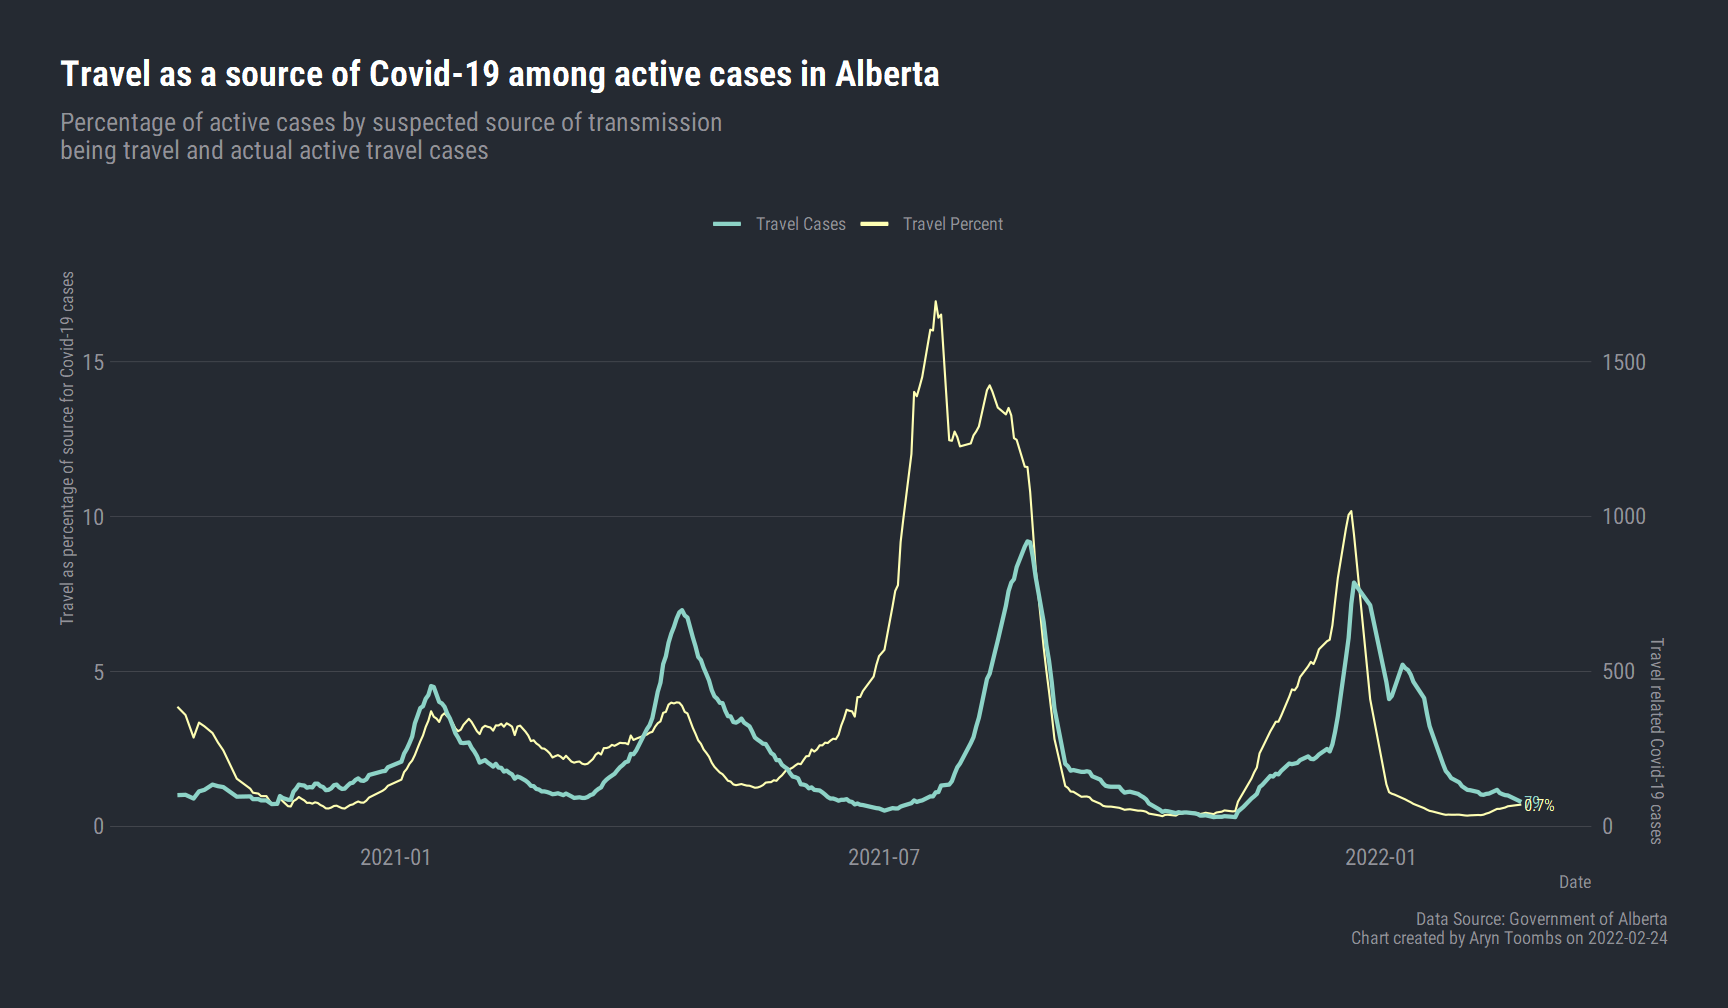 Travel as a source of Covid-19 among active cases in Alberta
Percentage of active cases by suspected source of transmission
being travel and actual active travel cases
Travel Cases
Travel Percent
Travel as percentage of source for Covid-19 cases
15
10
5
0
1500
1000
500
0
Travel related Covid-19 cases
79
0.7%
2021-01
2021-07
2022-01
Date
Data Source: Government of Alberta
Chart created by Aryn Toombs on 2022-02-24